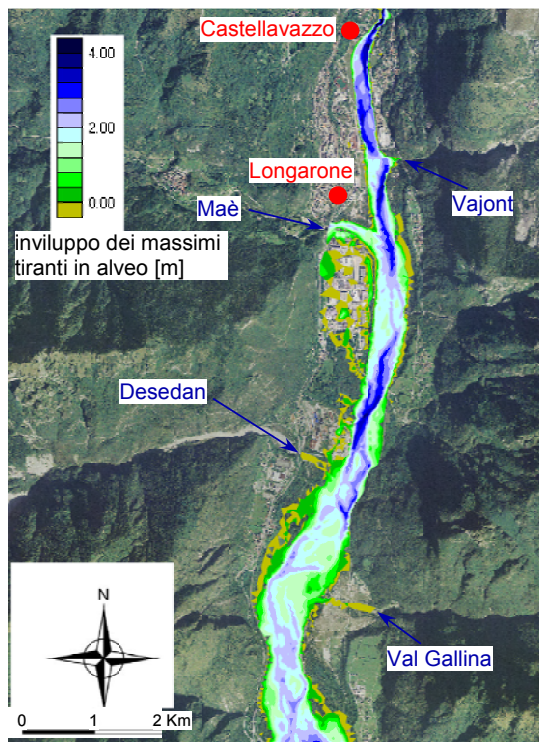 Castellavazzo
4.00
2.00
0.00
Longarone
Vajont
Maè
inviluppo dei massimi
tiranti in alveo [m]
Desedan
Val Gallina
N
0 1 2 Km